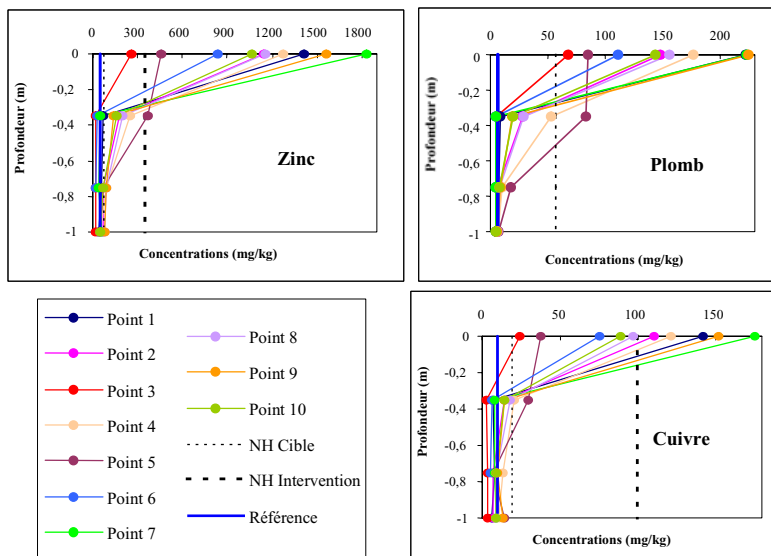 0 300 600 900 1200 1500 1800
0
-0,2
-0,4
-0,6
-0,8
-1
Profondeur (m)
Zinc
Concentrations (mg/kg)
0 50 100 150 200
0
-0,2
-0,4
-0,6
-0,8
-1
Profondeur (m)
Plomb
Concentrations (mg/kg)
Point 1
Point 2
Point 3
Point 4
Point 5
Point 6
Point 7
Point 8
Point 9
Point 10
NH Cible
NH Intervention
Référence
0 50 100 150
0
-0,2
-0,4
-0,6
-0,8
-1
Profondeur (m)
Cuivre
Concentrations (mg/kg)